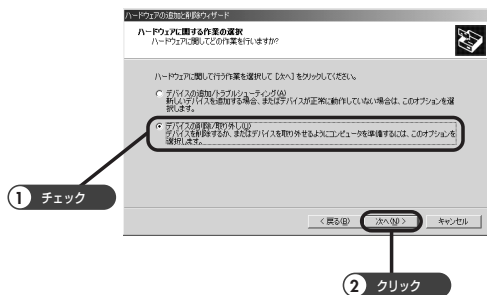 ハードウェアの追加と削除ウィザード
ハードウェアに関する作業の選択
ハードウェアに関してどの作業を行いますか?
ハードウェアに関して行う作業を選択して [次へ] をクリックしてください。
デバイスの追加/トラブルシューティング(A)
新しいデバイスを追加する場合、またはデバイスが正常に動作していない場合は、このオプションを選
択します。
デバイスの削除/取り外し(U)
デバイスを削除するか、またはデバイスを取り外せるようにコンピュータを準備するには、このオプションを
選択します。
1 チェック
< 戻る(B)
次へ(N) >
キャンセル
2 クリック